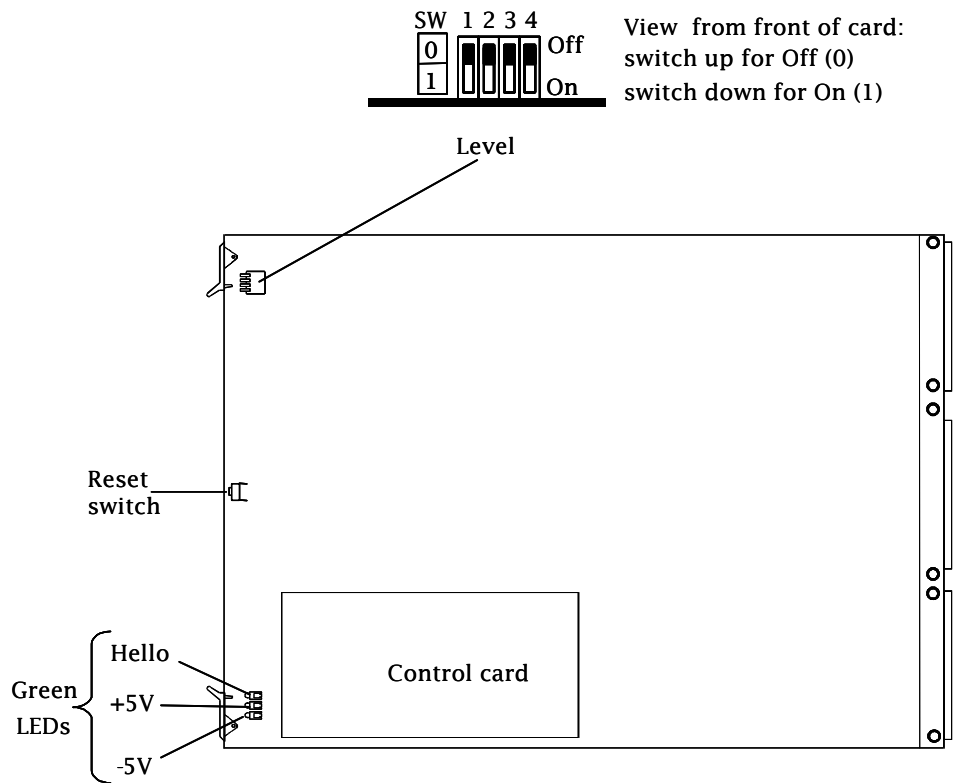 SW 1 2 3 4
0
1
Off
On
View from front of card:
switch up for Off (0)
switch down for On (1)
Level
Reset
switch
Hello
Green
LEDs
+5V
-5V
Control card